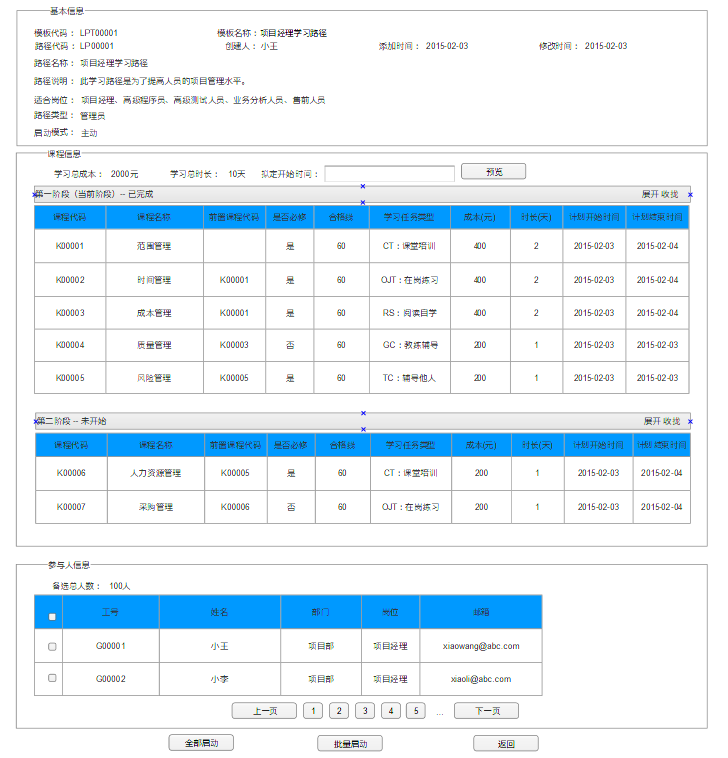 基本信息
模板代码： LPT00001 模板名称：项目经理学习路径
路径代码： LP00001 创建人： 小王 添加时间： 2015-02-03 修改时间： 2015-02-03
路径名称： 项目经理学习路径
路径说明： 此学习路径是为了提高人员的项目管理水平。
适合岗位： 项目经理、高级程序员、高级测试人员、业务分析人员、售前人员
路径类型： 管理员
启动模式： 主动
课程信息
学习总成本： 2000元 学习总时长： 10天 拟定开始时间： 预览
第一阶段（当前阶段）-- 已完成 展开 收拢
课程代码 课程名称 前置课程代码 是否必修 合格线 学习任务类型 成本(元) 时长(天) 计划开始时间 计划结束时间
K00001 范围管理 是 60 CT：课堂培训 400 2 2015-02-03 2015-02-04
K00002 时间管理 K00001 是 60 OJT：在岗练习 400 2 2015-02-03 2015-02-04
K00003 成本管理 K00001 是 60 RS：阅读自学 400 2 2015-02-03 2015-02-04
K00004 质量管理 K00003 否 60 GC：教练辅导 200 1 2015-02-03 2015-02-03
K00005 风险管理 K00005 是 60 TC：辅导他人 200 1 2015-02-03 2015-02-04
第二阶段 -- 未开始 展开 收拢
课程代码 课程名称 前置课程代码 是否必修 合格线 学习任务类型 成本(元) 时长(天) 计划开始时间 计划结束时间
K00006 人力资源管理 K00005 是 60 CT：课堂培训 200 1 2015-02-03 2015-02-04
K00007 采购管理 K00006 否 60 OJT：在岗练习 200 1 2015-02-03 2015-02-04
参与人信息
备选总人数： 100人
工号 姓名 部门 岗位 邮箱
G00001 小王 项目部 项目经理 xiaowang@abc.com
G00002 小李 项目部 项目经理 xiaoli@abc.com
上一页 1 2 3 4 5 ... 下一页
全部启动 批量启动 返回